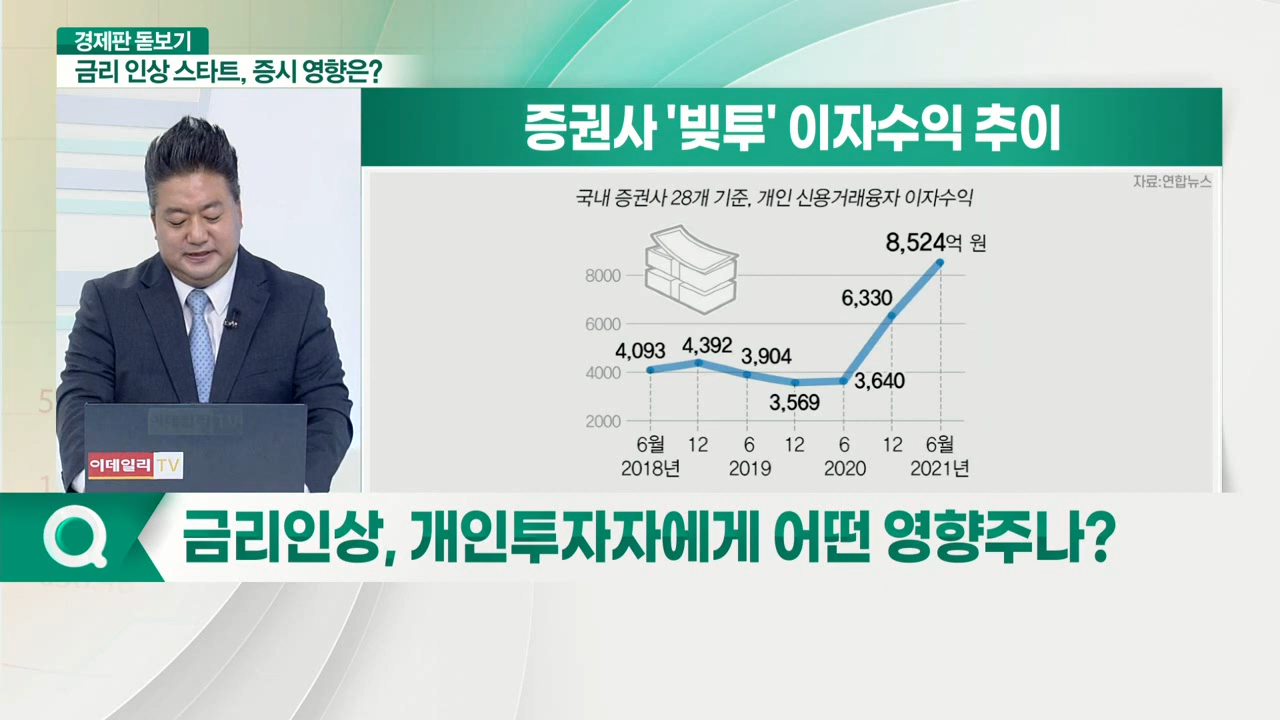 경제판 돋보기
금리 인상 스타트, 증시 영향은?
증권사 '빚투' 이자수익 추이
자료:연합뉴스
국내 증권사 28개 기준, 개인 신용거래융자 이자수익
8,524억 원
8000
6,330
6000
4,093
4,392
3,904
4000
3,640
3,569
2000
6월 12 6 12 6 12 6월
2018년 2019 2020 2021년
이데일리 TV
이데일리 TV
금리인상, 개인투자자에게 어떤 영향주나?